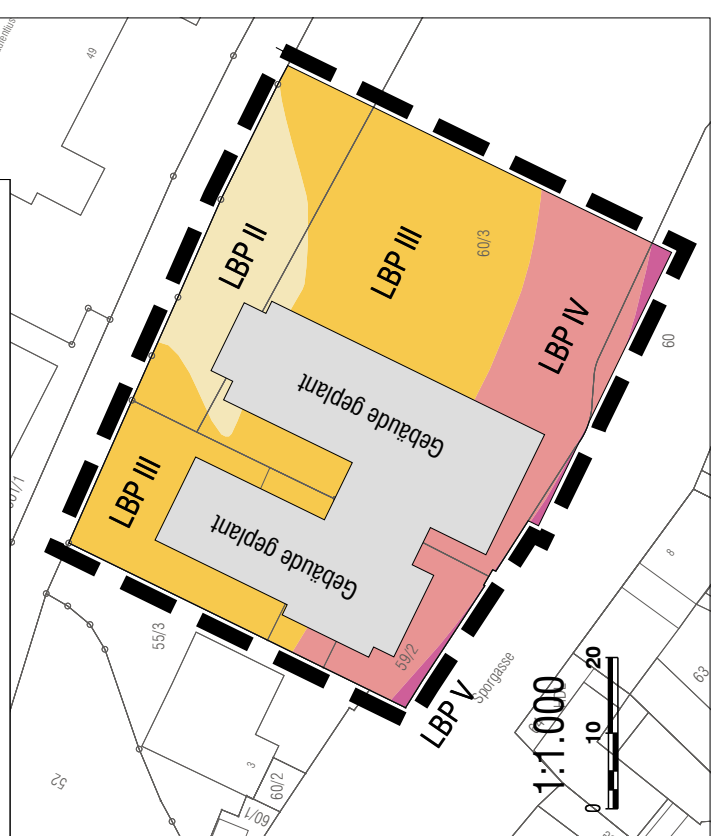 49
LBP II
LBP III
60/3
LBP IV
60
Gebäude geplant
LBP III
Gebäude geplant
8
55/3
59/2
Sporgasse
LBP V
63
1:1.000
0 10 20
52
3
60/2
60/1